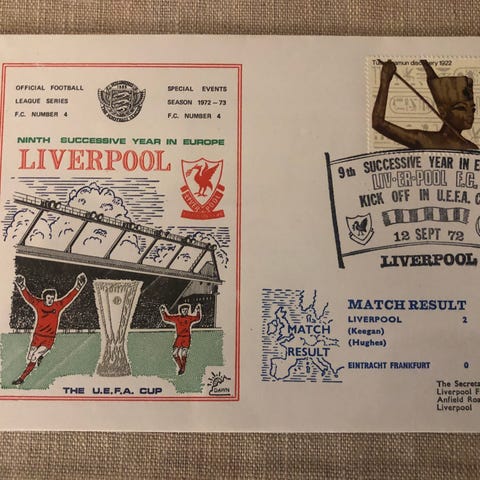 OFFICIAL FOOTBALL
LEAGUE SERIES
F.C. NUMBER 4
SPECIAL EVENTS
SEASON 1972-73
F.C. NUMBER 4
NINTH SUCCESSIVE YEAR IN EUROPE
LIVERPOOL
LIVERPOOL
THE U.E.F.A. CUP
DAWN
1922
9th SUCCESSIVE YEAR IN E
LIV·ER·POOL F.C.
KICK OFF IN U.E.F.A. C
12 SEPT 72
LIVERPOOL
MATCH
RESULT
MATCH RESULT
LIVERPOOL 2
(Keegan)
(Hughes)
EINTRACHT FRANKFURT 0
The Secreta
Liverpool F
Anfield Roa
Liverpool